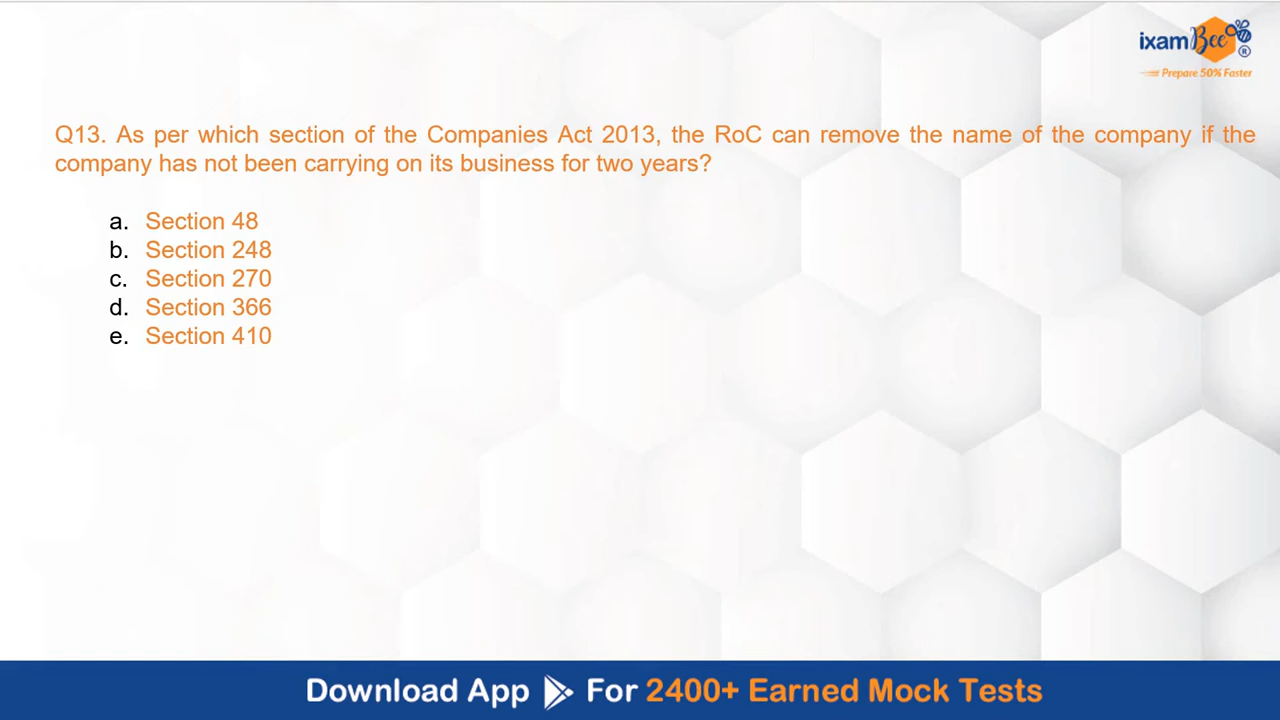 ixamBee
®
Prepare 50% Faster
Q13. As per which section of the Companies Act 2013, the RoC can remove the name of the company if the
company has not been carrying on its business for two years?
a. Section 48
b. Section 248
c. Section 270
d. Section 366
e. Section 410
Download App For 2400+ Earned Mock Tests